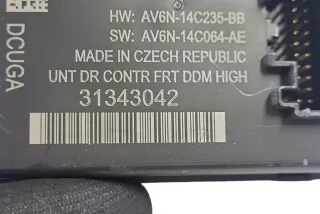 HW: AV6N-14C235-BB
SW: AV6N-14C064-AE
MADE IN CZECH REPUBLIC
UNT DR CONTR FRT DDM HIGH
31343042
DCUGA